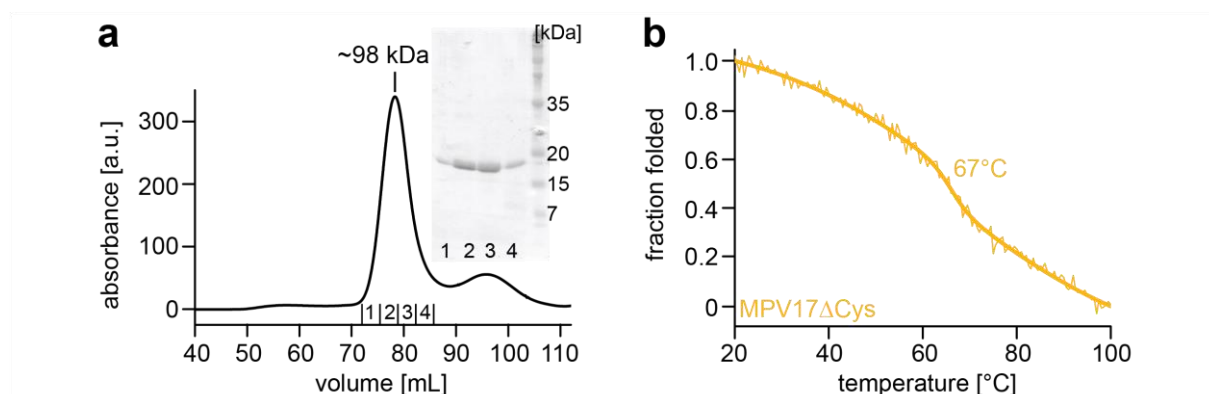 a
~98 kDa
[kDa]
35
20
15
7
1 2 3 4
absorbance [a.u.]
300
200
100
0
1 2 3 4
40 50 60 70 80 90 100 110
volume [mL]
b
fraction folded
1.0
0.8
0.6
0.4
0.2
0
67°C
MPV17ΔCys
20 40 60 80 100
temperature [°C]